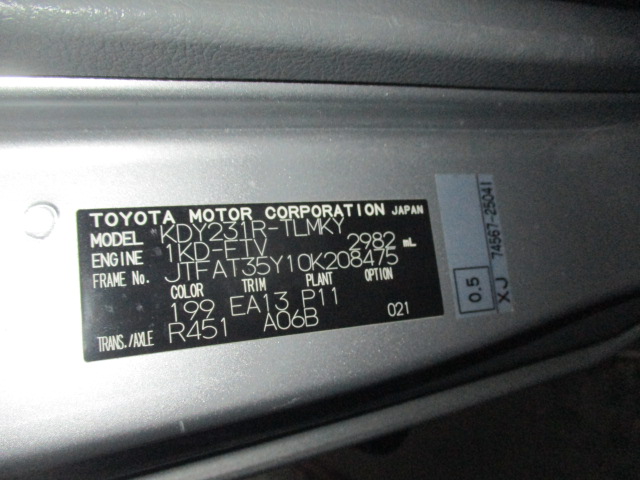 TOYOTA MOTOR CORPORATION JAPAN
MODEL KDY231R-TLMKY
ENGINE 1KD-FTV 2982 mL
FRAME No. JTFAT35Y10K208475
COLOR TRIM PLANT OPTION
199 EA13 P11
TRANS./AXLE R451 A06B 021
0.5
XJ 74567-25041